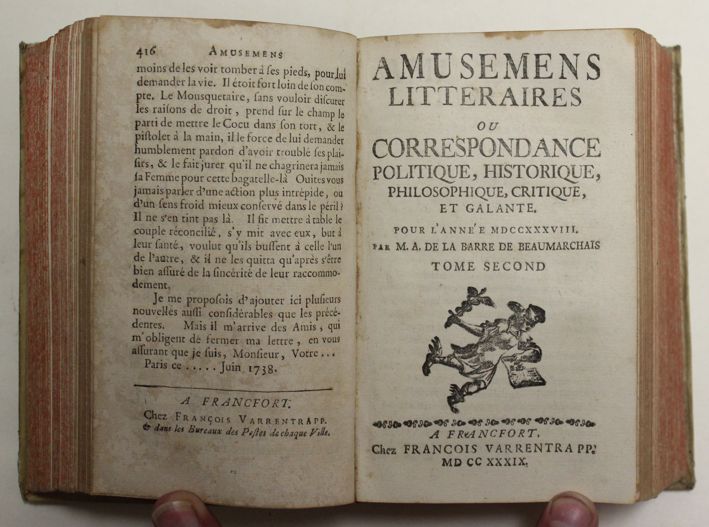 416 AMUSEMENS
moins de les voir tomber à ses pieds, pour lui
demander la vie. Il étoit fort loin de son com-
pte. Le Mousquetaire, sans vouloir discuter
les raisons de droit, prend sur le champ le
parti de mettre le Cocu dans son tort, & le
pistolet à la main, il le force de lui demander
humblement pardon d'avoir troublé ses plai-
sirs, & le fait jurer qu'il ne chagrinera jamais
sa Femme pour cette bagatelle-là. Ouites vous
jamais parler d'une action plus intrépide, ou
d'un sens froid mieux conservé dans le péril?
Il ne s'en tint pas là. Il fit mettre à table le
couple réconcilié, s'y mit avec eux, but à
leur santé, voulut qu'ils bussent à celle l'un
de l'autre, & il ne les quitta qu'après s'être
bien assuré de la sincérité de leur raccommo-
dement.
Je me proposois d'ajouter ici plusieurs
nouvelles aussi considérables que les précé-
dentes. Mais il m'arrive des Amis, qui
m'obligent de fermer ma lettre, en vous
assurant que je suis, Monsieur, Votre...
Paris ce ..... Juin 1738.
A FRANCFORT.
Chez FRANÇOIS VARRENTRAPP.
& dans les Bureaux des Postes de chaque Ville.
AMUSEMENS
LITTERAIRES
OU
CORRESPONDANCE
POLITIQUE, HISTORIQUE,
PHILOSOPHIQUE, CRITIQUE,
ET GALANTE.
POUR L'ANNE'E MDCCXXXVIII.
PAR M. A. DE LA BARRE DE BEAUMARCHAIS
TOME SECOND
A FRANCFORT.
Chez FRANCOIS VARRENTRAPP.
MD CC XXXIX.